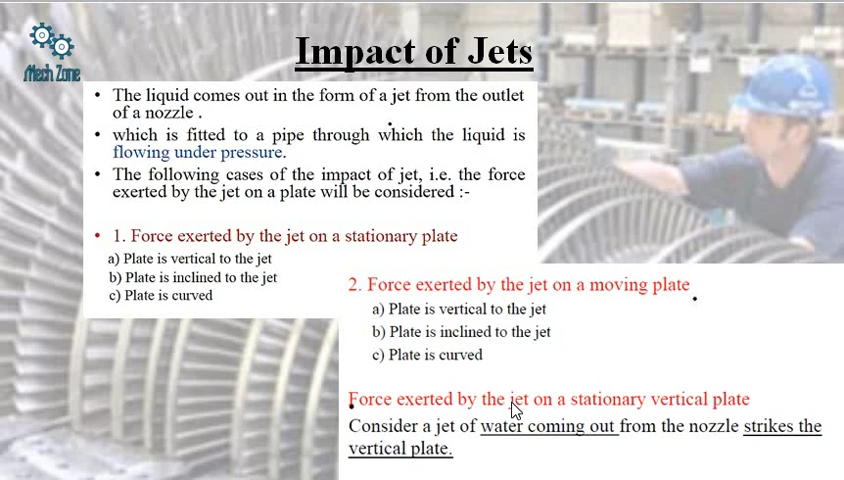 Mech Zone
Impact of Jets
• The liquid comes out in the form of a jet from the outlet
of a nozzle .
• which is fitted to a pipe through which the liquid is
flowing under pressure.
• The following cases of the impact of jet, i.e. the force
exerted by the jet on a plate will be considered :-
• 1. Force exerted by the jet on a stationary plate
a) Plate is vertical to the jet
b) Plate is inclined to the jet
c) Plate is curved
2. Force exerted by the jet on a moving plate
a) Plate is vertical to the jet
b) Plate is inclined to the jet
c) Plate is curved
Force exerted by the jet on a stationary vertical plate
Consider a jet of water coming out from the nozzle strikes the
vertical plate.